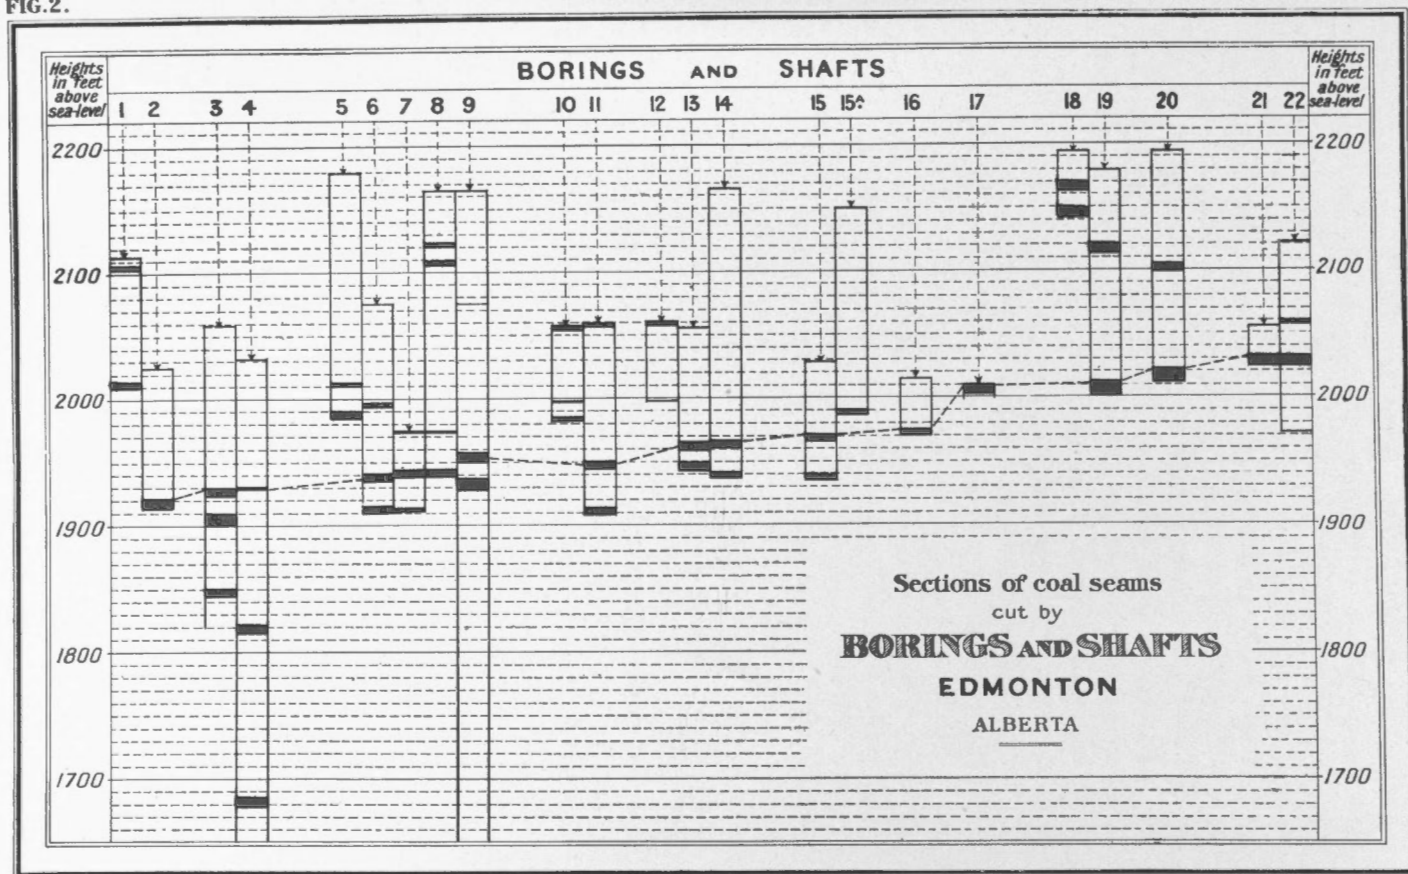 FIG.2.
BORINGS AND SHAFTS
Heights
in feet
above
sea-level
1 2 3 4 5 6 7 8 9 10 11 12 13 14 15 15ᴬ 16 17 18 19 20 21 22
Heights
in feet
above
sea-level
2200 2200
2100 2100
2000 2000
1900 1900
1800 1800
1700 1700
Sections of coal seams
cut by
BORINGS AND SHAFTS
EDMONTON
ALBERTA